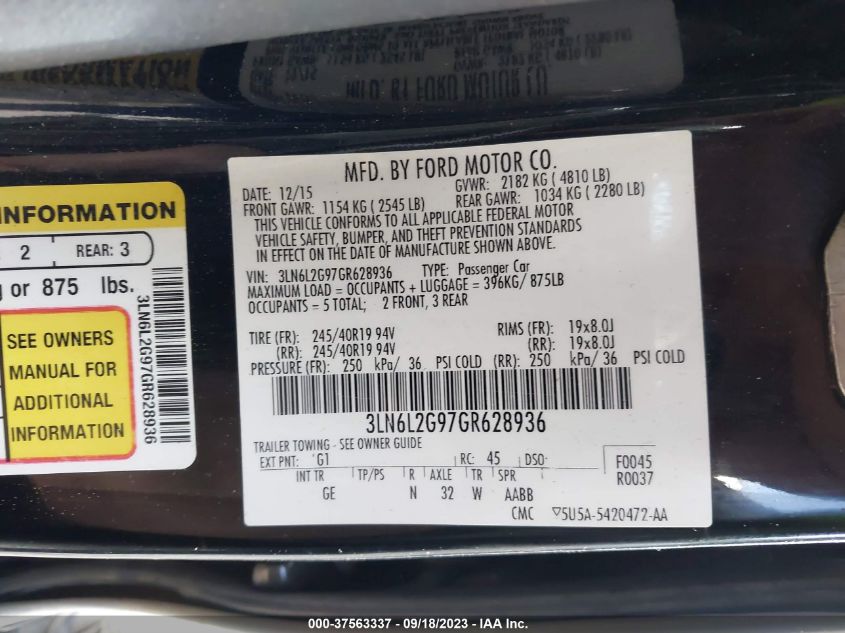 MFD. BY FORD MOTOR CO.
DATE: 12/15
GVWR: 2182 KG ( 4810 LB)
FRONT GAWR: 1154 KG ( 2545 LB)
REAR GAWR: 1034 KG ( 2280 LB)
THIS VEHICLE CONFORMS TO ALL APPLICABLE FEDERAL MOTOR
VEHICLE SAFETY, BUMPER, AND THEFT PREVENTION STANDARDS
IN EFFECT ON THE DATE OF MANUFACTURE SHOWN ABOVE.
VIN: 3LN6L2G97GR628936 TYPE: Passenger Car
MAXIMUM LOAD = OCCUPANTS + LUGGAGE = 396KG/ 875LB
OCCUPANTS = 5 TOTAL; 2 FRONT, 3 REAR
TIRE (FR): 245/40R19 94V RIMS (FR): 19x8.0J
(RR): 245/40R19 94V (RR): 19x8.0J
PRESSURE (FR): 250 kPa/ 36 PSI COLD (RR): 250 kPa/ 36 PSI COLD
3LN6L2G97GR628936
TRAILER TOWING - SEE OWNER GUIDE
EXT PNT: G1 RC: 45 DSO: F0045
INT TR TP/PS R AXLE TR SPR R0037
GE N 32 W AABB
CMC ▽5U5A-5420472-AA
INFORMATION
2 REAR: 3
or 875 lbs.
SEE OWNERS
MANUAL FOR
ADDITIONAL
INFORMATION
3LN6L2G97GR628936
000-37563337 - 09/18/2023 - IAA Inc.